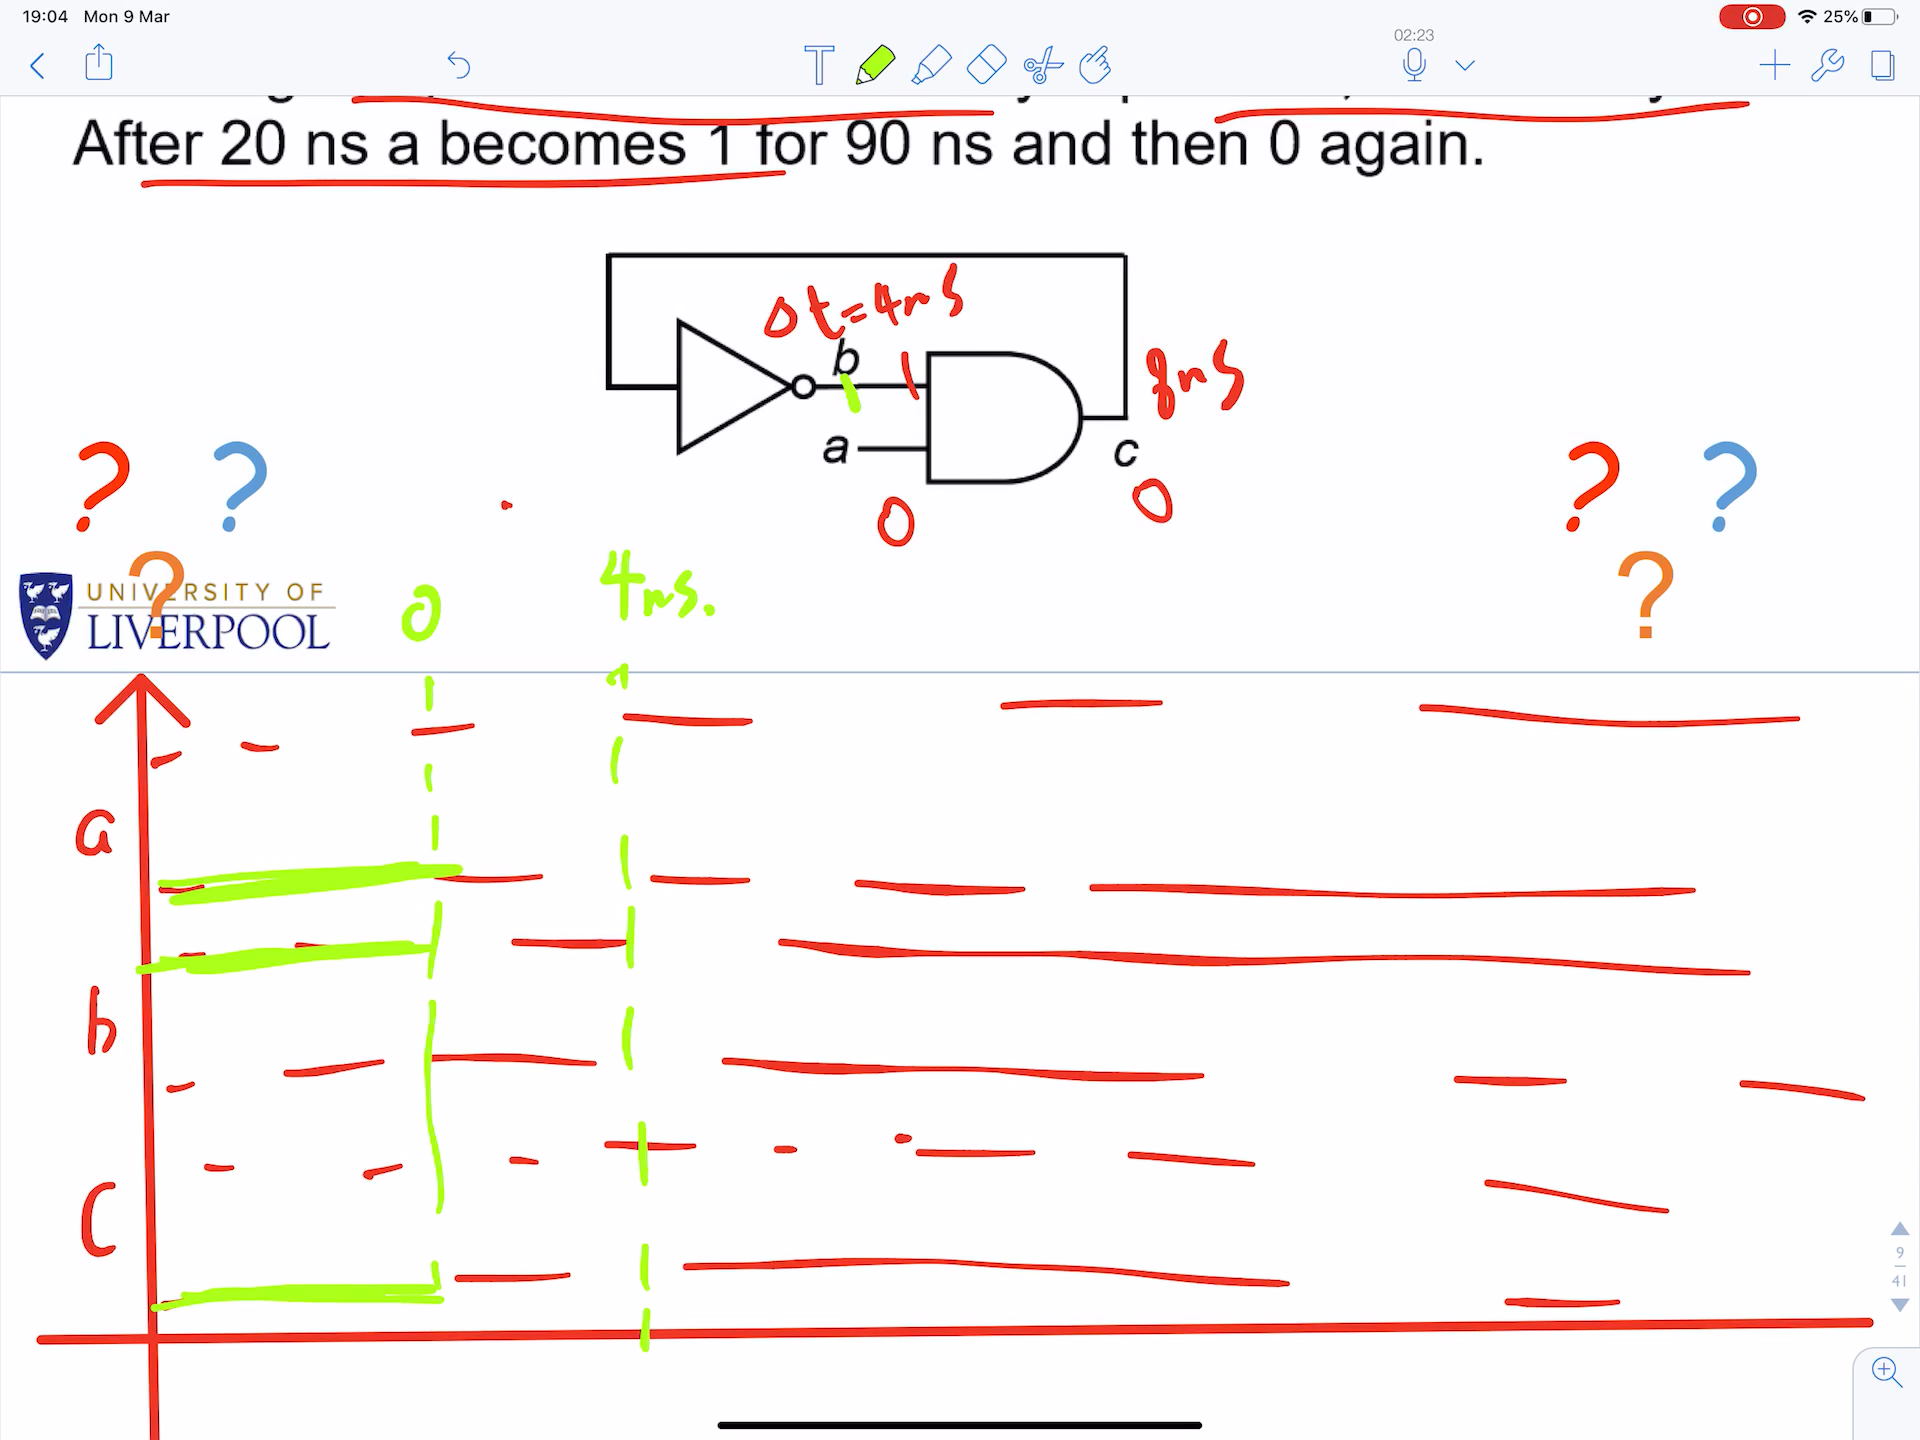 19:04 Mon 9 Mar
25%
02:23
After 20 ns a becomes 1 for 90 ns and then 0 again.
Δt=4ns
b
1
8ns
a
c
0
0
? ?
?
? ?
?
UNIVERSITY OF
LIVERPOOL
0
4ns.
a
b
c
9
41